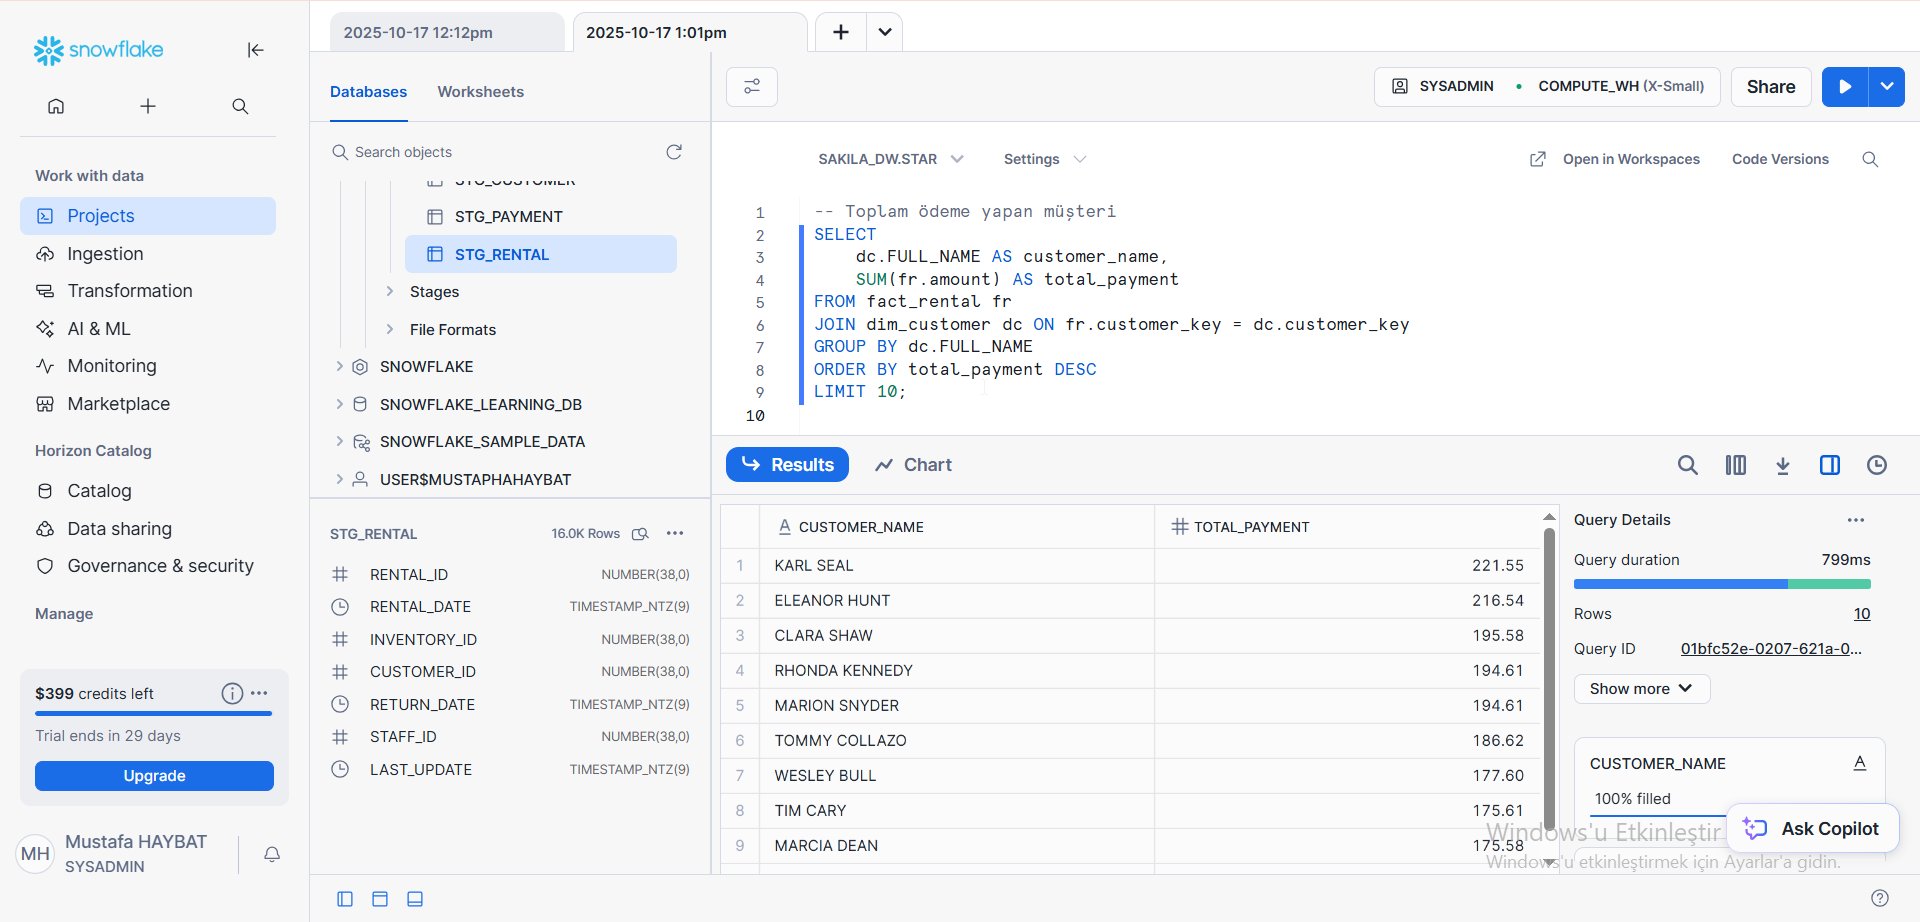 snowflake
Work with data
Projects
Ingestion
Transformation
AI & ML
Monitoring
Marketplace
Horizon Catalog
Catalog
Data sharing
Governance & security
Manage
$399 credits left
Trial ends in 29 days
Upgrade
MH
Mustafa HAYBAT
SYSADMIN
2025-10-17 12:12pm
2025-10-17 1:01pm
Databases
Worksheets
Search objects
STG_CUSTOMER
STG_PAYMENT
STG_RENTAL
Stages
File Formats
SNOWFLAKE
SNOWFLAKE_LEARNING_DB
SNOWFLAKE_SAMPLE_DATA
USER$MUSTAPHAHAYBAT
STG_RENTAL 16.0K Rows
RENTAL_ID NUMBER(38,0)
RENTAL_DATE TIMESTAMP_NTZ(9)
INVENTORY_ID NUMBER(38,0)
CUSTOMER_ID NUMBER(38,0)
RETURN_DATE TIMESTAMP_NTZ(9)
STAFF_ID NUMBER(38,0)
LAST_UPDATE TIMESTAMP_NTZ(9)
SYSADMIN • COMPUTE_WH (X-Small)
Share
SAKILA_DW.STAR
Settings
Open in Workspaces
Code Versions
1 -- Toplam ödeme yapan müşteri
2 SELECT
3 dc.FULL_NAME AS customer_name,
4 SUM(fr.amount) AS total_payment
5 FROM fact_rental fr
6 JOIN dim_customer dc ON fr.customer_key = dc.customer_key
7 GROUP BY dc.FULL_NAME
8 ORDER BY total_payment DESC
9 LIMIT 10;
10
Results
Chart
CUSTOMER_NAME TOTAL_PAYMENT
1 KARL SEAL 221.55
2 ELEANOR HUNT 216.54
3 CLARA SHAW 195.58
4 RHONDA KENNEDY 194.61
5 MARION SNYDER 194.61
6 TOMMY COLLAZO 186.62
7 WESLEY BULL 177.60
8 TIM CARY 175.61
9 MARCIA DEAN 175.58
Query Details
Query duration 799ms
Rows 10
Query ID 01bfc52e-0207-621a-0...
Show more
CUSTOMER_NAME
100% filled
Ask Copilot
Windows'u Etkinleştir
Windows'u etkinleştirmek için Ayarlar'a gidin.